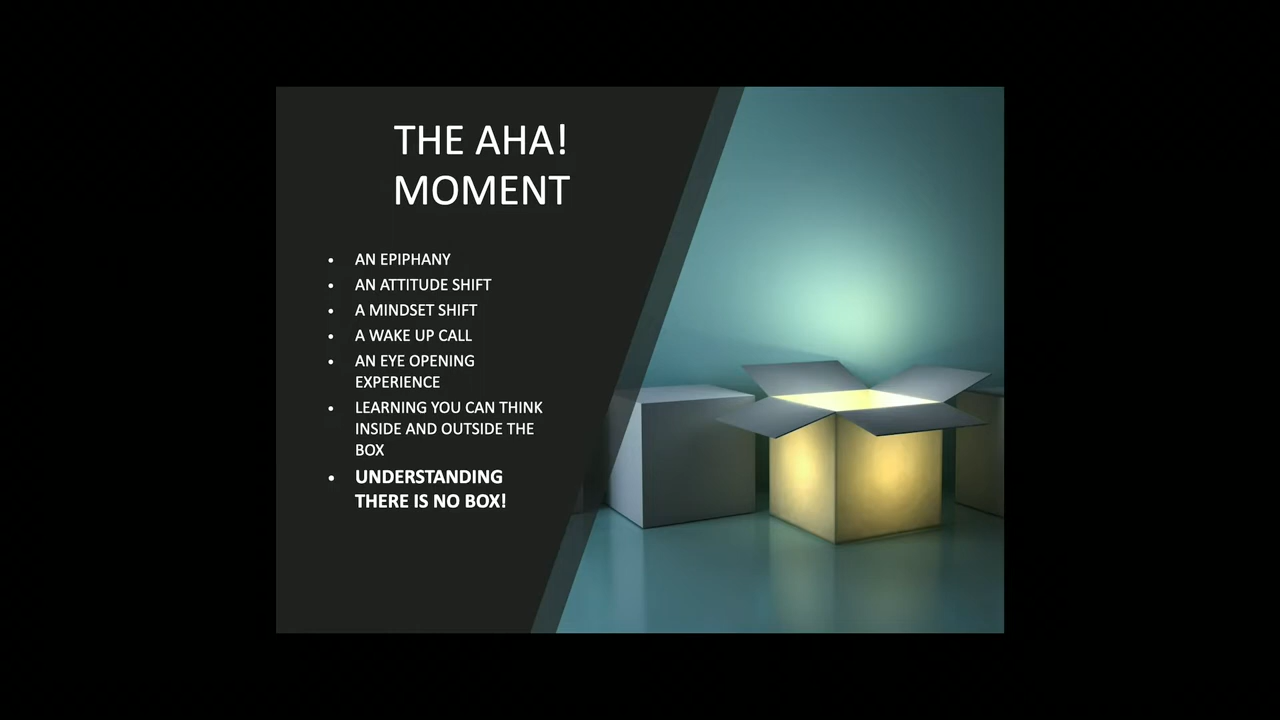 THE AHA!
MOMENT
• AN EPIPHANY
• AN ATTITUDE SHIFT
• A MINDSET SHIFT
• A WAKE UP CALL
• AN EYE OPENING
EXPERIENCE
• LEARNING YOU CAN THINK
INSIDE AND OUTSIDE THE
BOX
• UNDERSTANDING
THERE IS NO BOX!